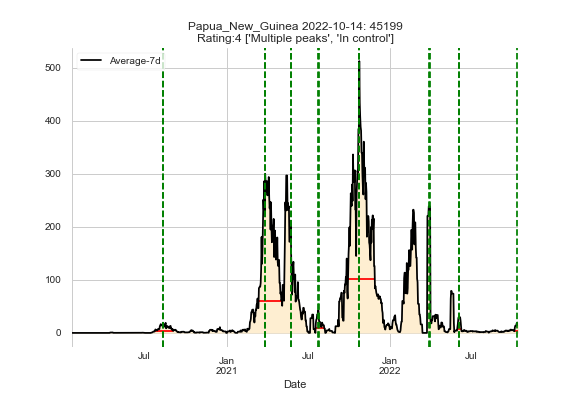 Papua_New_Guinea 2022-10-14: 45199
Rating:4 ['Multiple peaks', 'In control']
Average-7d
500
400
300
200
100
0
Jul
Jan
2021
Jul
Jan
2022
Jul
Date